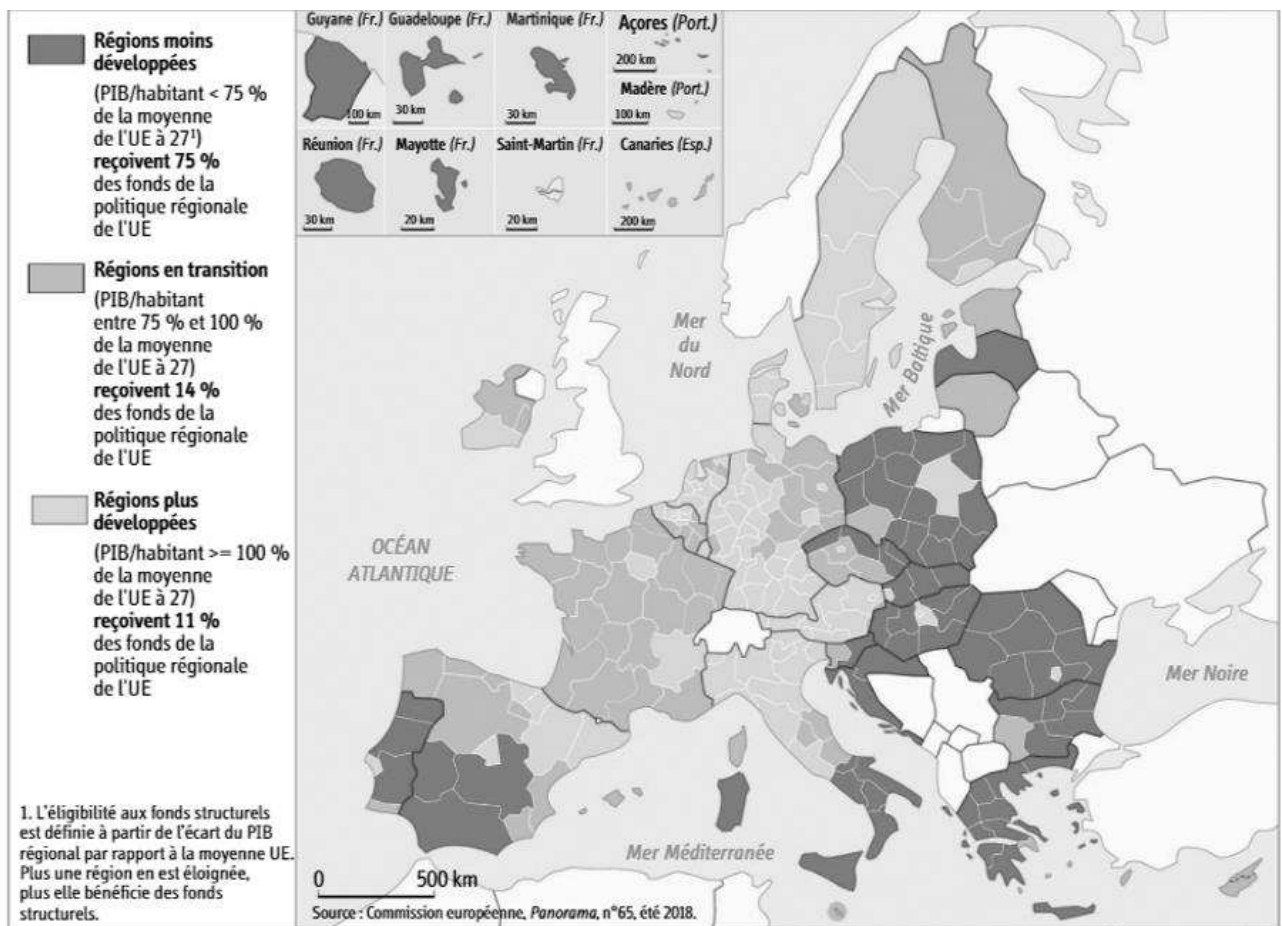 Régions moins
développées
(PIB/habitant < 75 %
de la moyenne
de l'UE à 27¹)
reçoivent 75 %
des fonds de la
politique régionale
de l'UE
Régions en transition
(PIB/habitant
entre 75 % et 100 %
de la moyenne
de l'UE à 27)
reçoivent 14 %
des fonds de la
politique régionale
de l'UE
Régions plus
développées
(PIB/habitant >= 100 %
de la moyenne
de l'UE à 27)
reçoivent 11 %
des fonds de la
politique régionale
de l'UE
1. L'éligibilité aux fonds structurels
est définie à partir de l'écart du PIB
régional par rapport à la moyenne UE.
Plus une région en est éloignée,
plus elle bénéficie des fonds
structurels.
Guyane (Fr.)
100 km
Guadeloupe (Fr.)
30 km
Martinique (Fr.)
30 km
Açores (Port.)
200 km
Madère (Port.)
100 km
Réunion (Fr.)
30 km
Mayotte (Fr.)
20 km
Saint-Martin (Fr.)
20 km
Canaries (Esp.)
200 km
Mer
du
Nord
Mer Baltique
OCÉAN
ATLANTIQUE
Mer Noire
Mer Méditerranée
0 500 km
Source : Commission européenne, Panorama, n°65, été 2018.